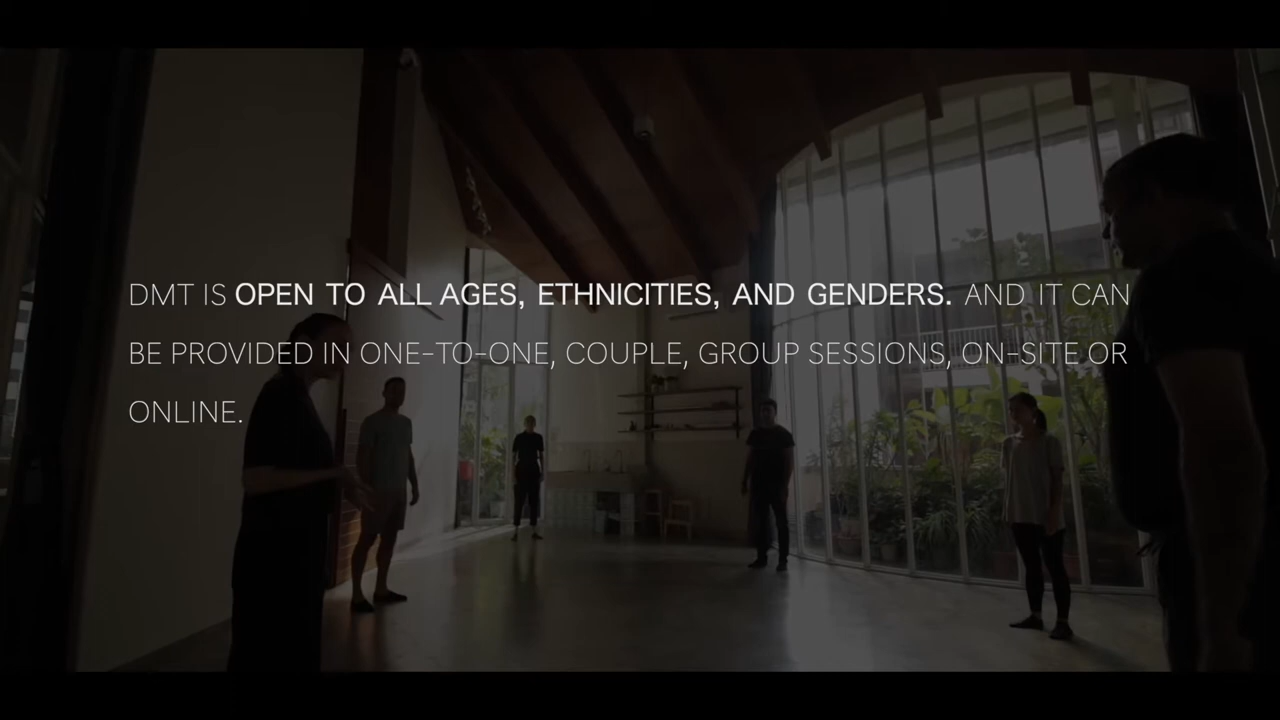 DMT IS OPEN TO ALL AGES, ETHNICITIES, AND GENDERS. AND IT CAN
BE PROVIDED IN ONE-TO-ONE, COUPLE, GROUP SESSIONS, ON-SITE OR
ONLINE.